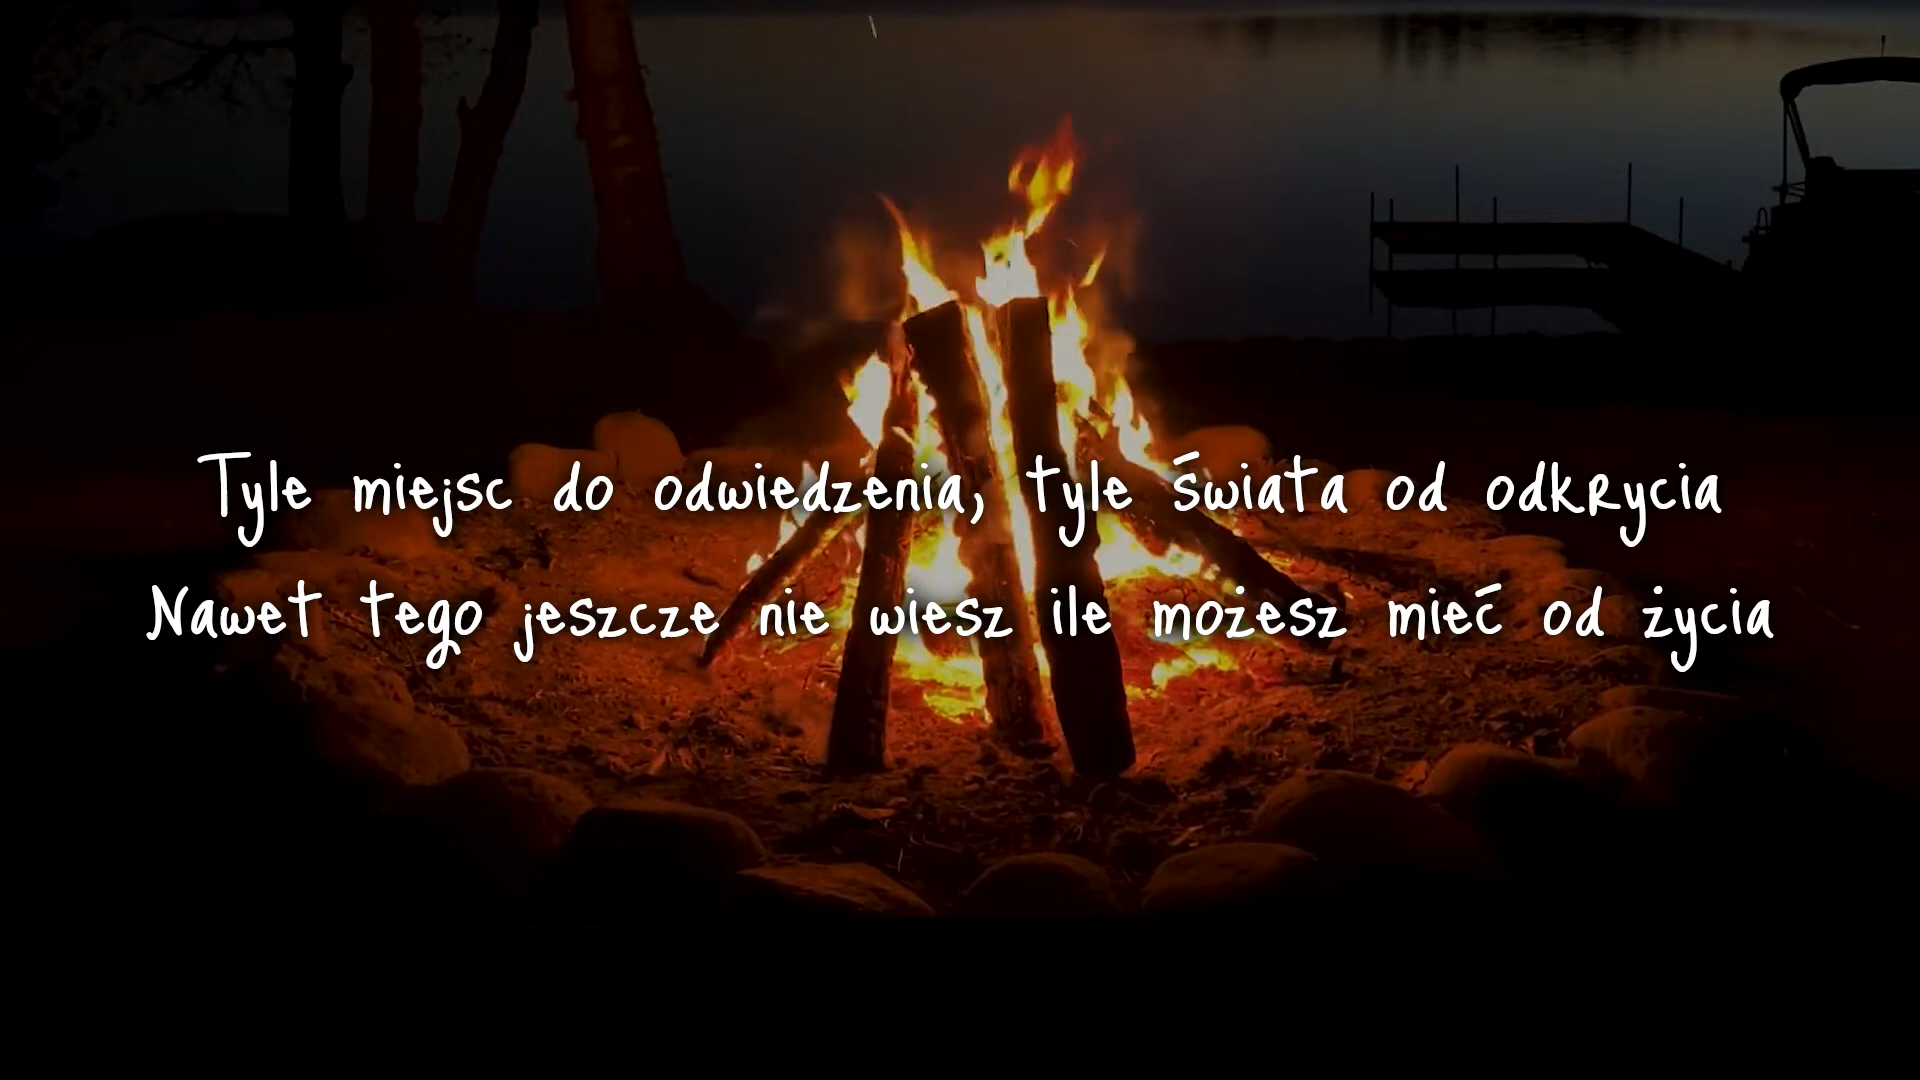 Tyle miejsc do odwiedzenia, tyle świata od odkrycia
Nawet tego jeszcze nie wiesz ile możesz mieć od życia